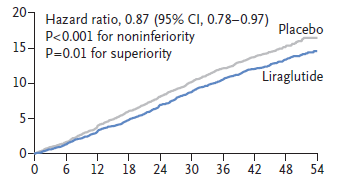 20
Hazard ratio, 0.87 (95% CI, 0.78–0.97)
Placebo
P<0.001 for noninferiority
P=0.01 for superiority
15
Liraglutide
10
5
0
0 6 12 18 24 30 36 42 48 54